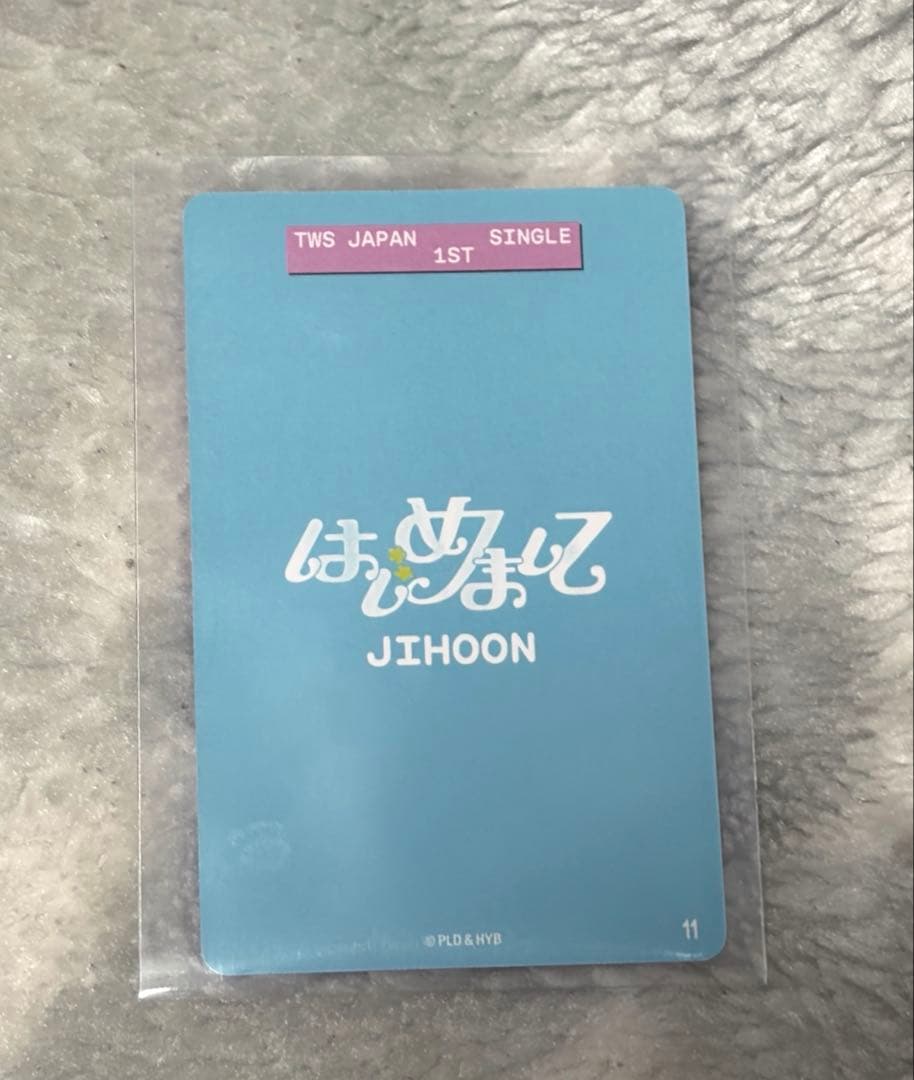 TWS JAPAN SINGLE
1ST
はじめまして
JIHOON
©PLD & HYB
11